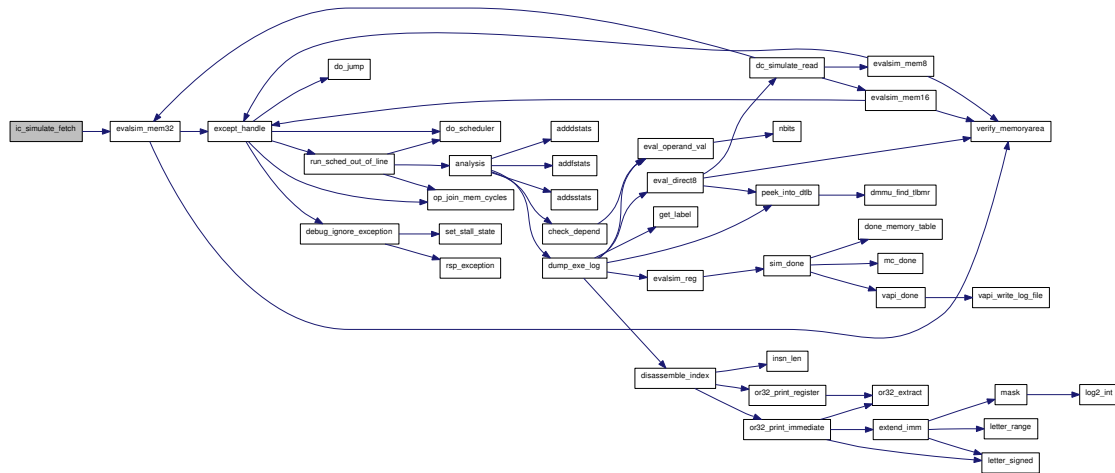 ic_simulate_fetch
evalsim_mem32
except_handle
do_jump
do_scheduler
run_sched_out_of_line
analysis
adddstats
addfstats
addsstats
op_join_mem_cycles
debug_ignore_exception
set_stall_state
rsp_exception
check_depend
dump_exe_log
eval_operand_val
nbits
eval_direct8
get_label
evalsim_reg
dc_simulate_read
evalsim_mem8
evalsim_mem16
verify_memoryarea
peek_into_dtlb
dmmu_find_tlbmr
sim_done
done_memory_table
mc_done
vapi_done
vapi_write_log_file
disassemble_index
insn_len
or32_print_register
or32_print_immediate
or32_extract
extend_imm
mask
log2_int
letter_range
letter_signed